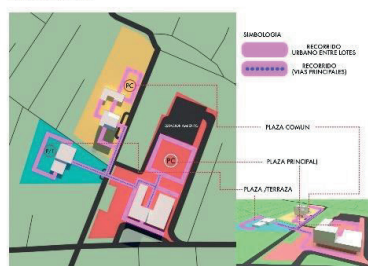 SIMBOLOGIA
RECORRIDO
URBANO ENTRE LOTES
RECORRIDO
(VIAS PRINCIPALES)
PC
PLAZA COMUN
PC
PLAZA PRINCIPAL)
PLAZA /TERRAZA